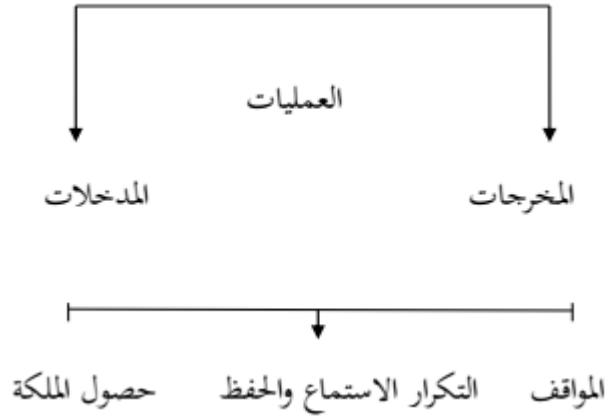 العمليات
المخرجات المدخلات
المواقف التكرار الاستماع والحفظ حصول الملكة